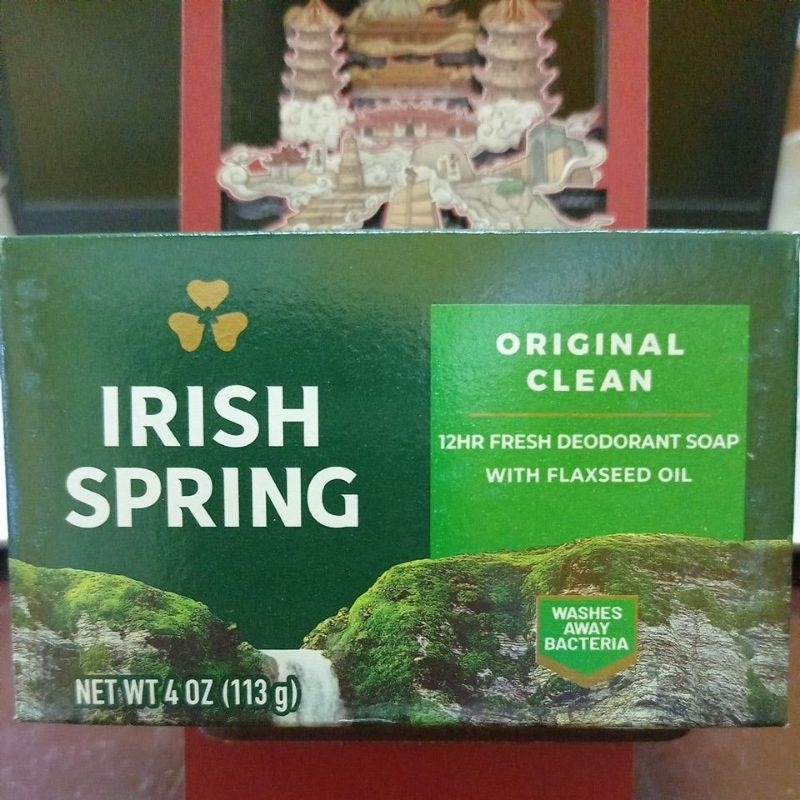 IRISH
SPRING
ORIGINAL
CLEAN
12HR FRESH DEODORANT SOAP
WITH FLAXSEED OIL
WASHES
AWAY
BACTERIA
NET WT 4 OZ (113 g)